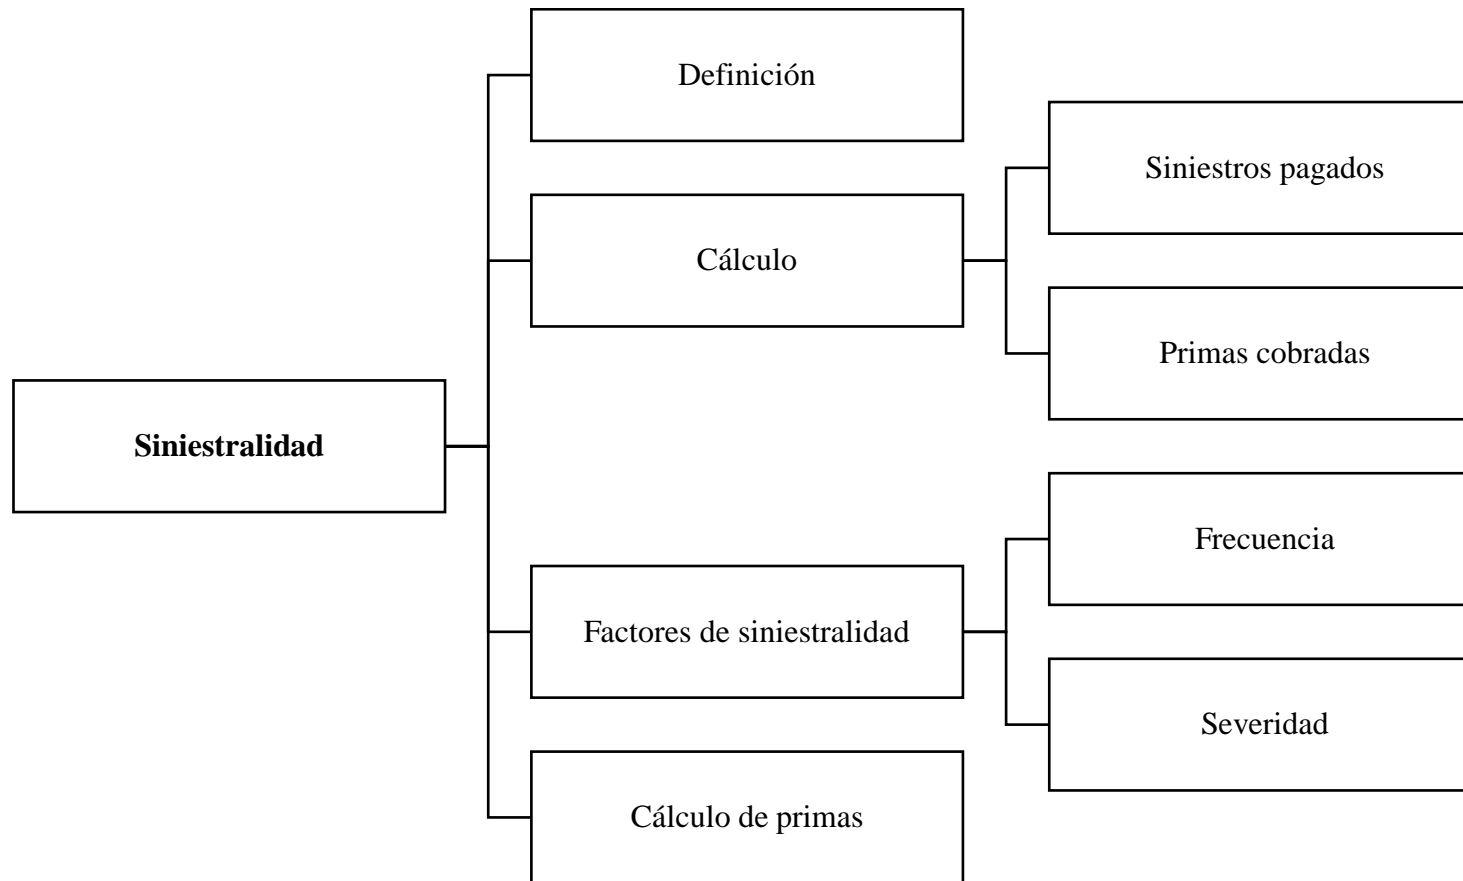 Definición
Siniestros pagados
Cálculo
Primas cobradas
Siniestralidad
Frecuencia
Factores de siniestralidad
Severidad
Cálculo de primas